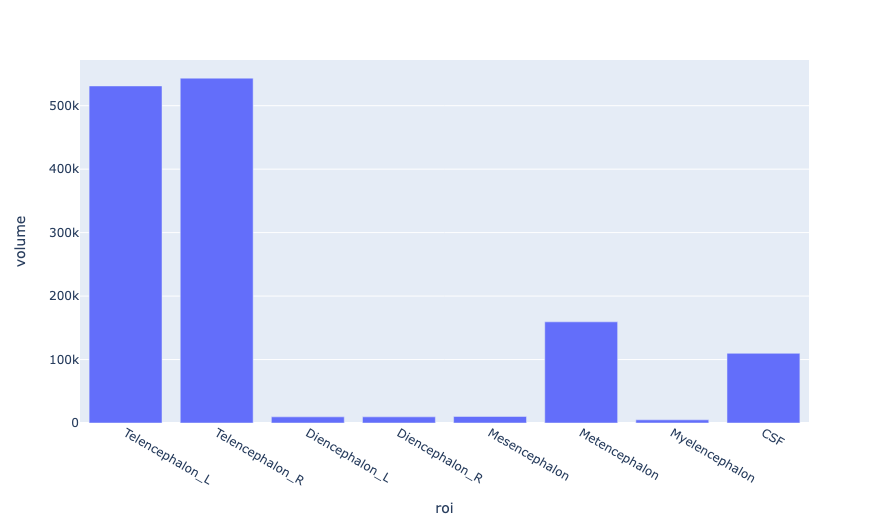 500k
400k
300k
200k
100k
0
volume
Telencephalon_L
Telencephalon_R
Diencephalon_L
Diencephalon_R
Mesencephalon
Metencephalon
Myelencephalon
CSF
roi